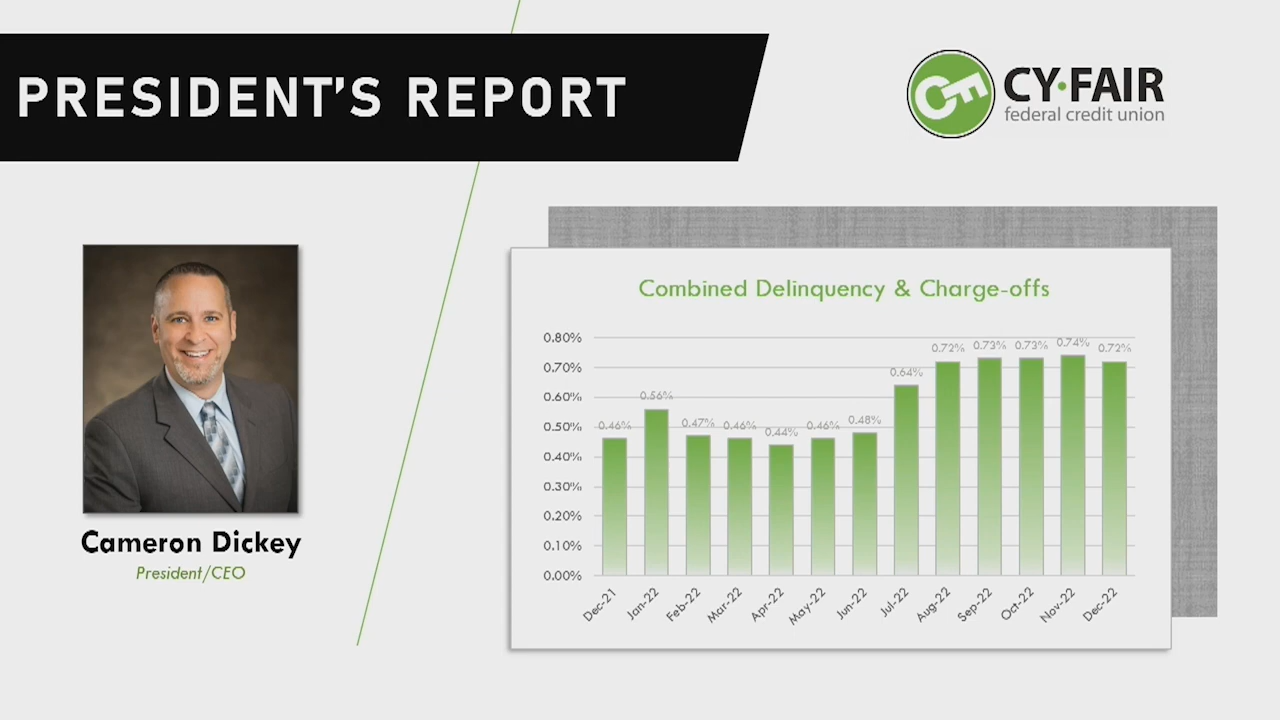 PRESIDENT'S REPORT
CY·FAIR
federal credit union
Cameron Dickey
President/CEO
Combined Delinquency & Charge-offs
0.80%
0.70%
0.60%
0.50%
0.40%
0.30%
0.20%
0.10%
0.00%
0.46%
0.56%
0.47%
0.46%
0.44%
0.46%
0.48%
0.64%
0.72%
0.73%
0.73%
0.74%
0.72%
Dec-21
Jan-22
Feb-22
Mar-22
Apr-22
May-22
Jun-22
Jul-22
Aug-22
Sep-22
Oct-22
Nov-22
Dec-22